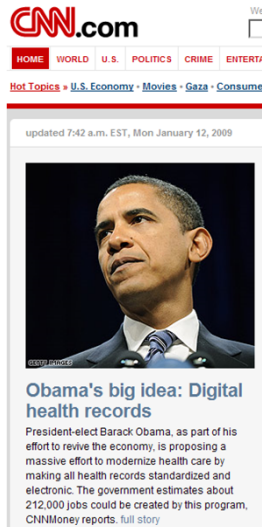 CNN.com
We
HOME WORLD U.S. POLITICS CRIME ENTERTA
Hot Topics » U.S. Economy • Movies • Gaza • Consume
updated 7:42 a.m. EST, Mon January 12, 2009
GETTY IMAGES
Obama's big idea: Digital
health records
President-elect Barack Obama, as part of his
effort to revive the economy, is proposing a
massive effort to modernize health care by
making all health records standardized and
electronic. The government estimates about
212,000 jobs could be created by this program,
CNNMoney reports. full story